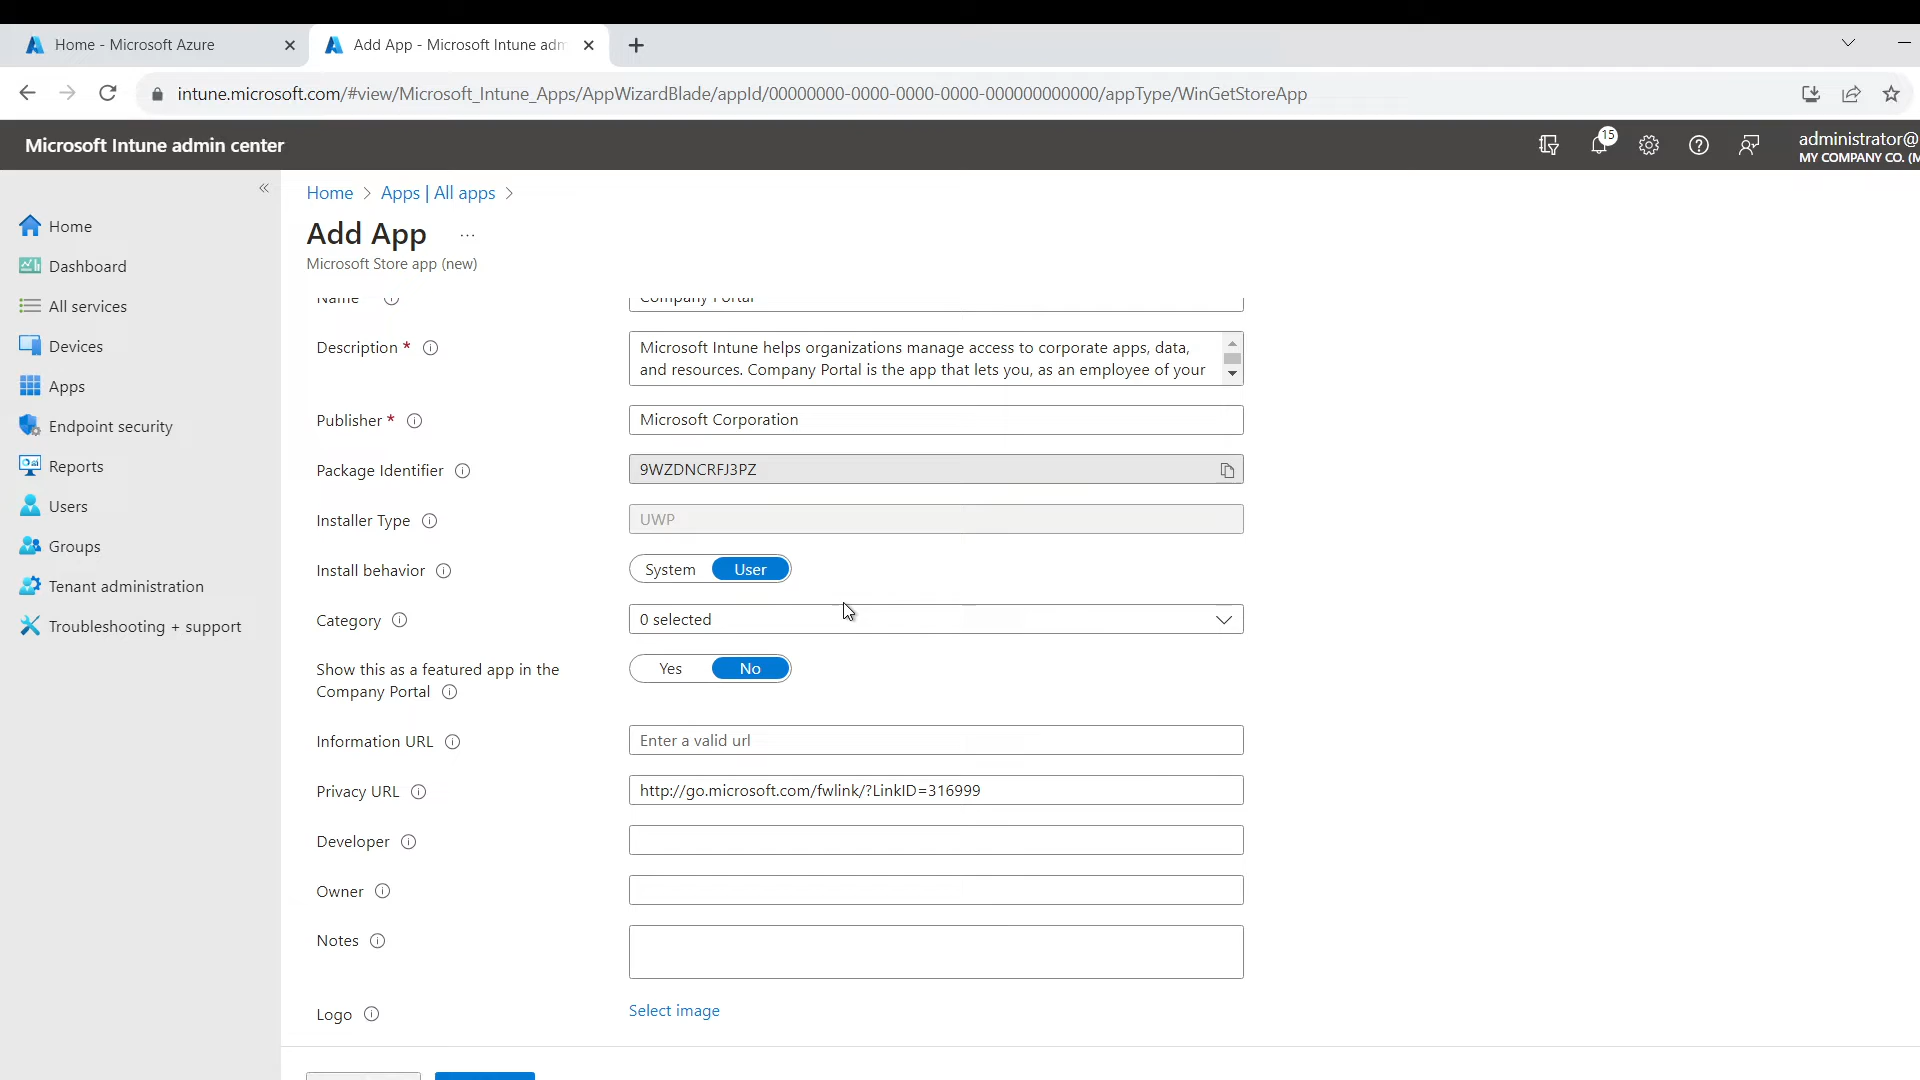 Home - Microsoft Azure
Add App - Microsoft Intune adm
intune.microsoft.com/#view/Microsoft_Intune_Apps/AppWizardBlade/appId/00000000-0000-0000-0000-000000000000/appType/WinGetStoreApp
Microsoft Intune admin center
15
administrator@
MY COMPANY CO. (M
Home
Dashboard
All services
Devices
Apps
Endpoint security
Reports
Users
Groups
Tenant administration
Troubleshooting + support
Home > Apps | All apps >
Add App ...
Microsoft Store app (new)
Name Company Portal
Description * Microsoft Intune helps organizations manage access to corporate apps, data,
and resources. Company Portal is the app that lets you, as an employee of your
Publisher * Microsoft Corporation
Package Identifier 9WZDNCRFJ3PZ
Installer Type UWP
Install behavior System User
Category 0 selected
Show this as a featured app in the
Company Portal Yes No
Information URL Enter a valid url
Privacy URL http://go.microsoft.com/fwlink/?LinkID=316999
Developer
Owner
Notes
Logo Select image